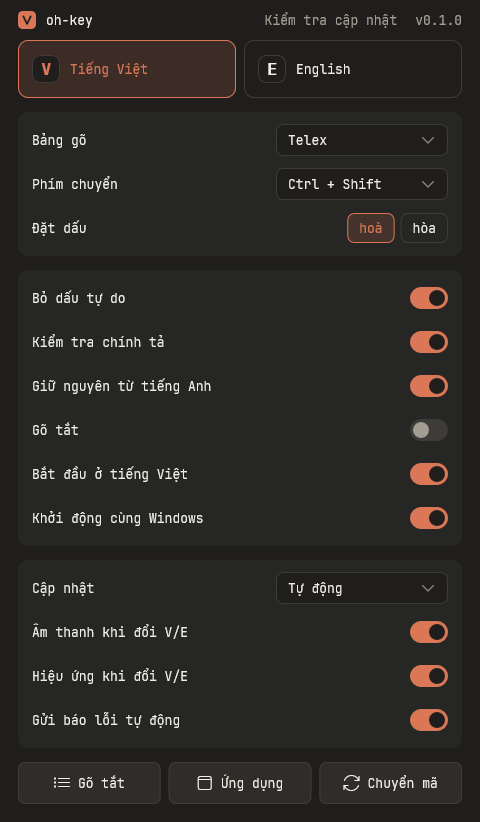 V oh-key Kiểm tra cập nhật v0.1.0
V Tiếng Việt E English
Bảng gõ Telex
Phím chuyển Ctrl + Shift
Đặt dấu hoà hòa
Bỏ dấu tự do
Kiểm tra chính tả
Giữ nguyên từ tiếng Anh
Gõ tắt
Bắt đầu ở tiếng Việt
Khởi động cùng Windows
Cập nhật Tự động
Âm thanh khi đổi V/E
Hiệu ứng khi đổi V/E
Gửi báo lỗi tự động
Gõ tắt Ứng dụng Chuyển mã